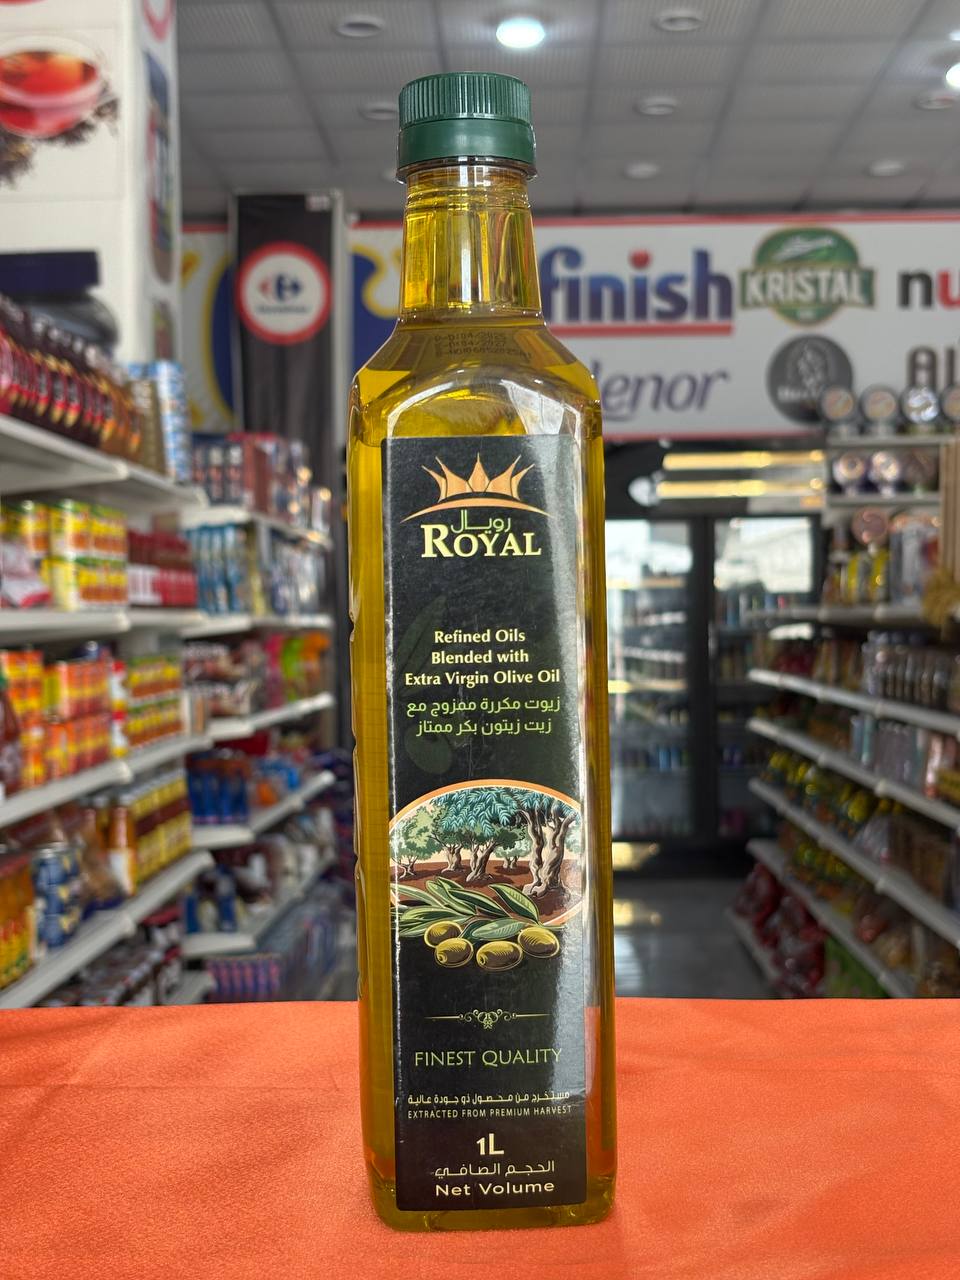 finish
KRISTAL
nu
lenor
رويال
ROYAL
Refined Oils
Blended with
Extra Virgin Olive Oil
زيوت مكررة ممزوج مع
زيت زيتون بكر ممتاز
FINEST QUALITY
مستخرج من محصول ذو جودة عالية
EXTRACTED FROM PREMIUM HARVEST
1L
الحجم الصافي
Net Volume